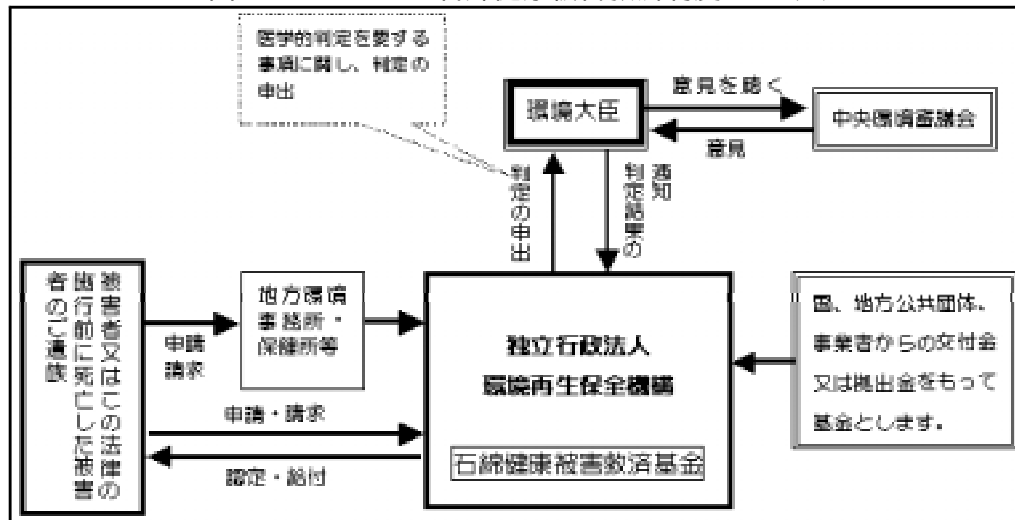 医学的判定を要する
事項に関し、判定の
申出
環境大臣
意見を聴く
意見
中央環境審議会
判定の申出
判定結果の
通知
被害者又はこの法律の
施行前に死亡した被害
者のご遺族
申請
請求
地方環境
事務所・
保健所等
独立行政法人
環境再生保全機構
石綿健康被害救済基金
申請・請求
認定・給付
国、地方公共団体、
事業者からの交付金
又は拠出金をもって
基金とします。